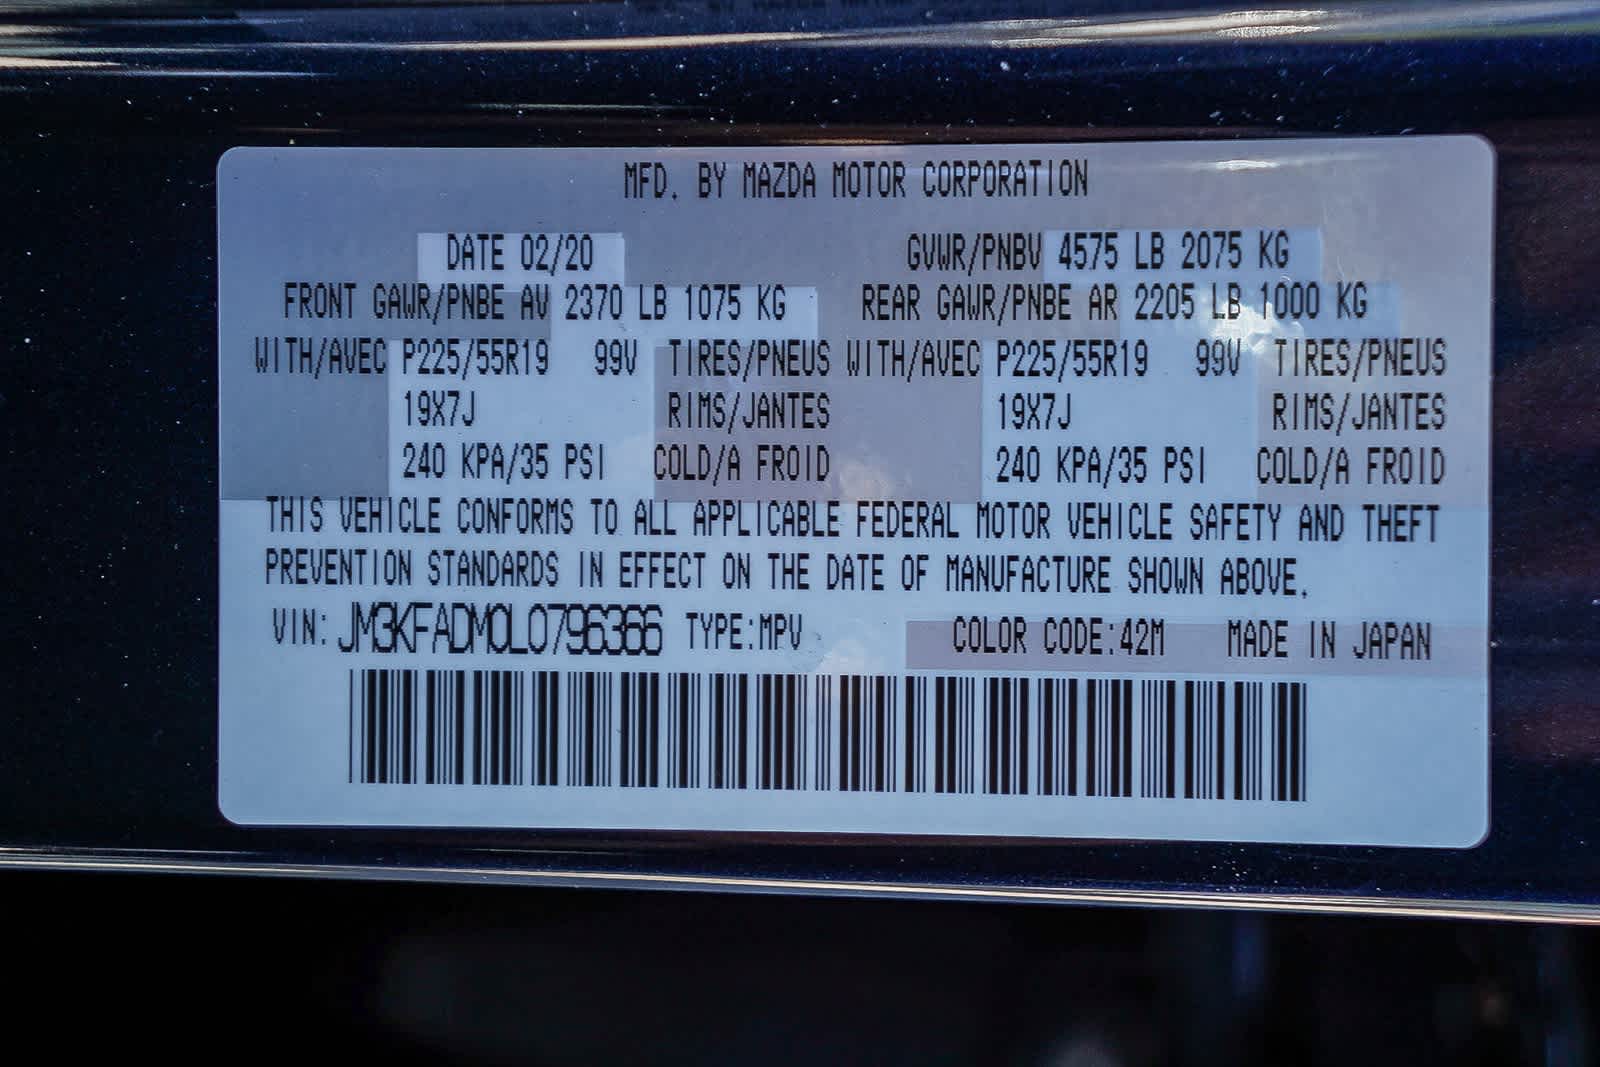 MFD. BY MAZDA MOTOR CORPORATION
DATE 02/20 GVWR/PNBV 4575 LB 2075 KG
FRONT GAWR/PNBE AV 2370 LB 1075 KG REAR GAWR/PNBE AR 2205 LB 1000 KG
WITH/AVEC P225/55R19 99V TIRES/PNEUS WITH/AVEC P225/55R19 99V TIRES/PNEUS
19X7J RIMS/JANTES 19X7J RIMS/JANTES
240 KPA/35 PSI COLD/A FROID 240 KPA/35 PSI COLD/A FROID
THIS VEHICLE CONFORMS TO ALL APPLICABLE FEDERAL MOTOR VEHICLE SAFETY AND THEFT
PREVENTION STANDARDS IN EFFECT ON THE DATE OF MANUFACTURE SHOWN ABOVE.
VIN: JM3KFADM0L0796366 TYPE:MPV COLOR CODE:42M MADE IN JAPAN